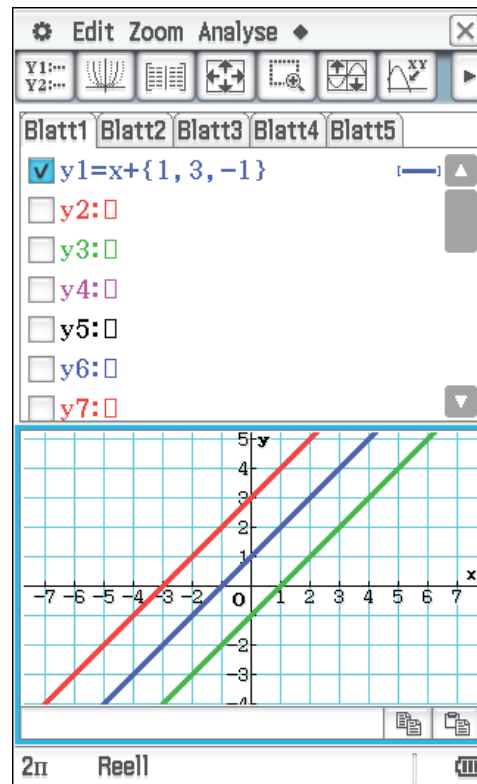 Edit Zoom Analyse ◆
Y1:… Y2:… XY
Blatt1 Blatt2 Blatt3 Blatt4 Blatt5
y1=x+{1,3,-1}
y2:▯
y3:▯
y4:▯
y5:▯
y6:▯
y7:▯
5 y
4
3
2
1
x
-7 -6 -5 -4 -3 -2 0 1 2 3 4 5 6 7
-2
-3
-4
2π Reell